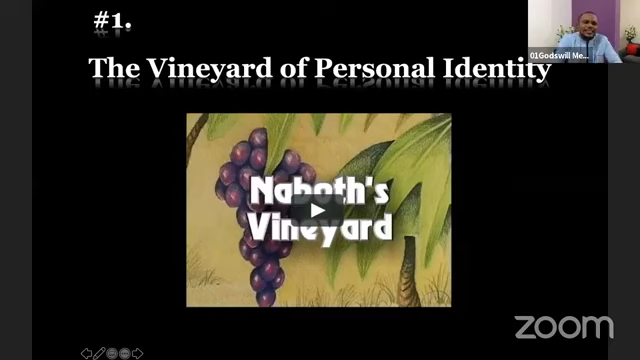 #1.
01Godswill Me...
The Vineyard of Personal Identity
Naboth's
Vineyard
zoom